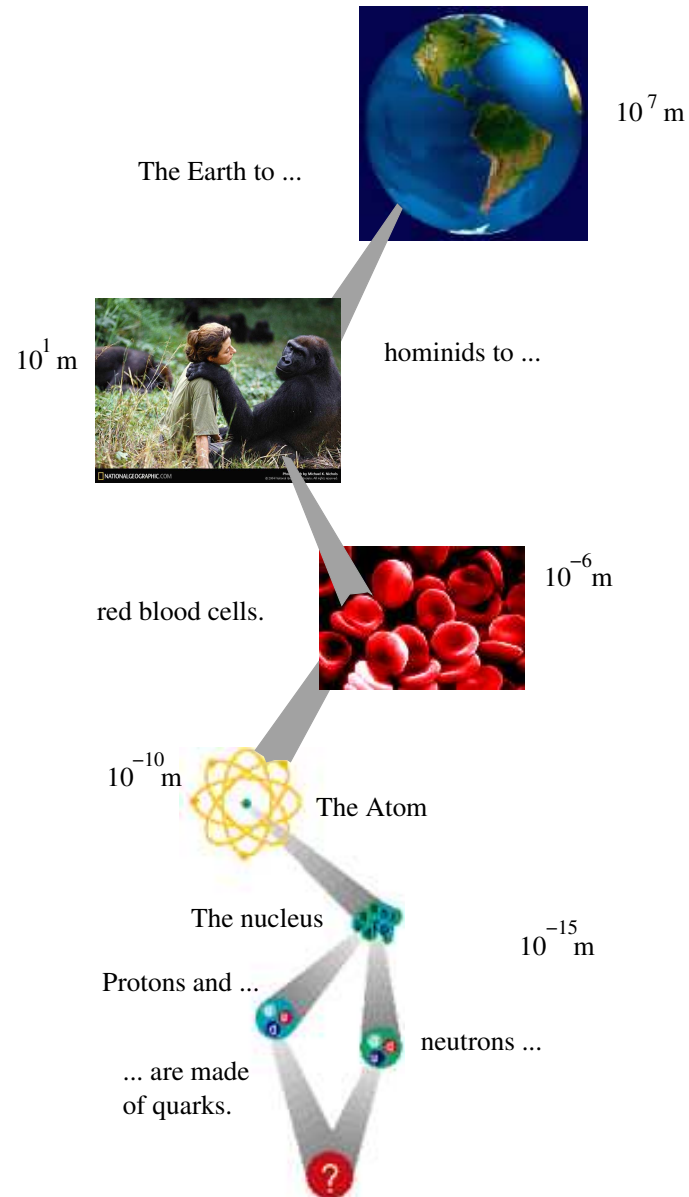 10^7 m
The Earth to ...
10^1 m
hominids to ...
NATIONALGEOGRAPHIC.COM
10^−6 m
red blood cells.
10^−10 m
The Atom
The nucleus
10^−15 m
Protons and ...
neutrons ...
... are made
of quarks.
?